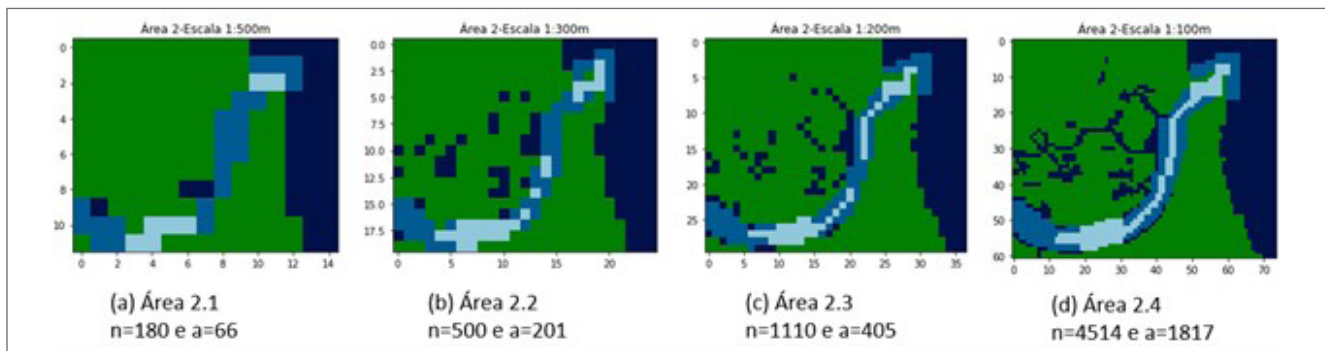 Área 2-Escala 1:500m
0
2
4
6
8
10
0 2 4 6 8 10 12 14
(a) Área 2.1
n=180 e a=66
Área 2-Escala 1:300m
0.0
2.5
5.0
7.5
10.0
12.5
15.0
17.5
0 5 10 15 20
(b) Área 2.2
n=500 e a=201
Área 2-Escala 1:200m
0
5
10
15
20
25
0 5 10 15 20 25 30 35
(c) Área 2.3
n=1110 e a=405
Área 2-Escala 1:100m
0
10
20
30
40
50
60
0 10 20 30 40 50 60 70
(d) Área 2.4
n=4514 e a=1817